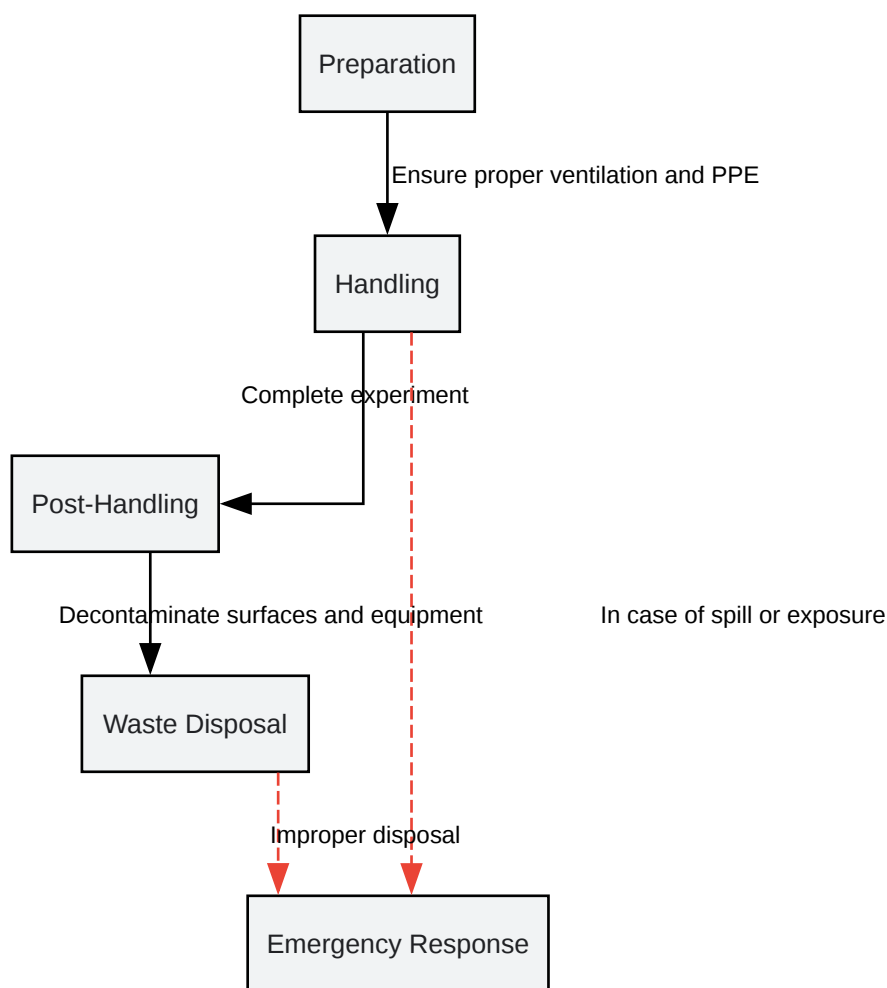 Preparation
Ensure proper ventilation and PPE
Handling
Complete experiment
Post-Handling
Decontaminate surfaces and equipment
In case of spill or exposure
Waste Disposal
Improper disposal
Emergency Response